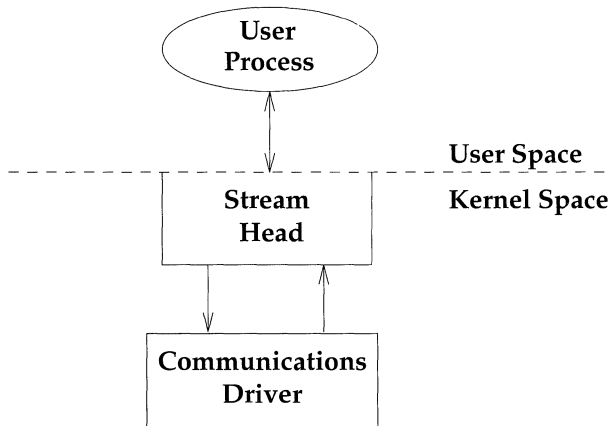 User
Process
User Space
Kernel Space
Stream
Head
Communications
Driver